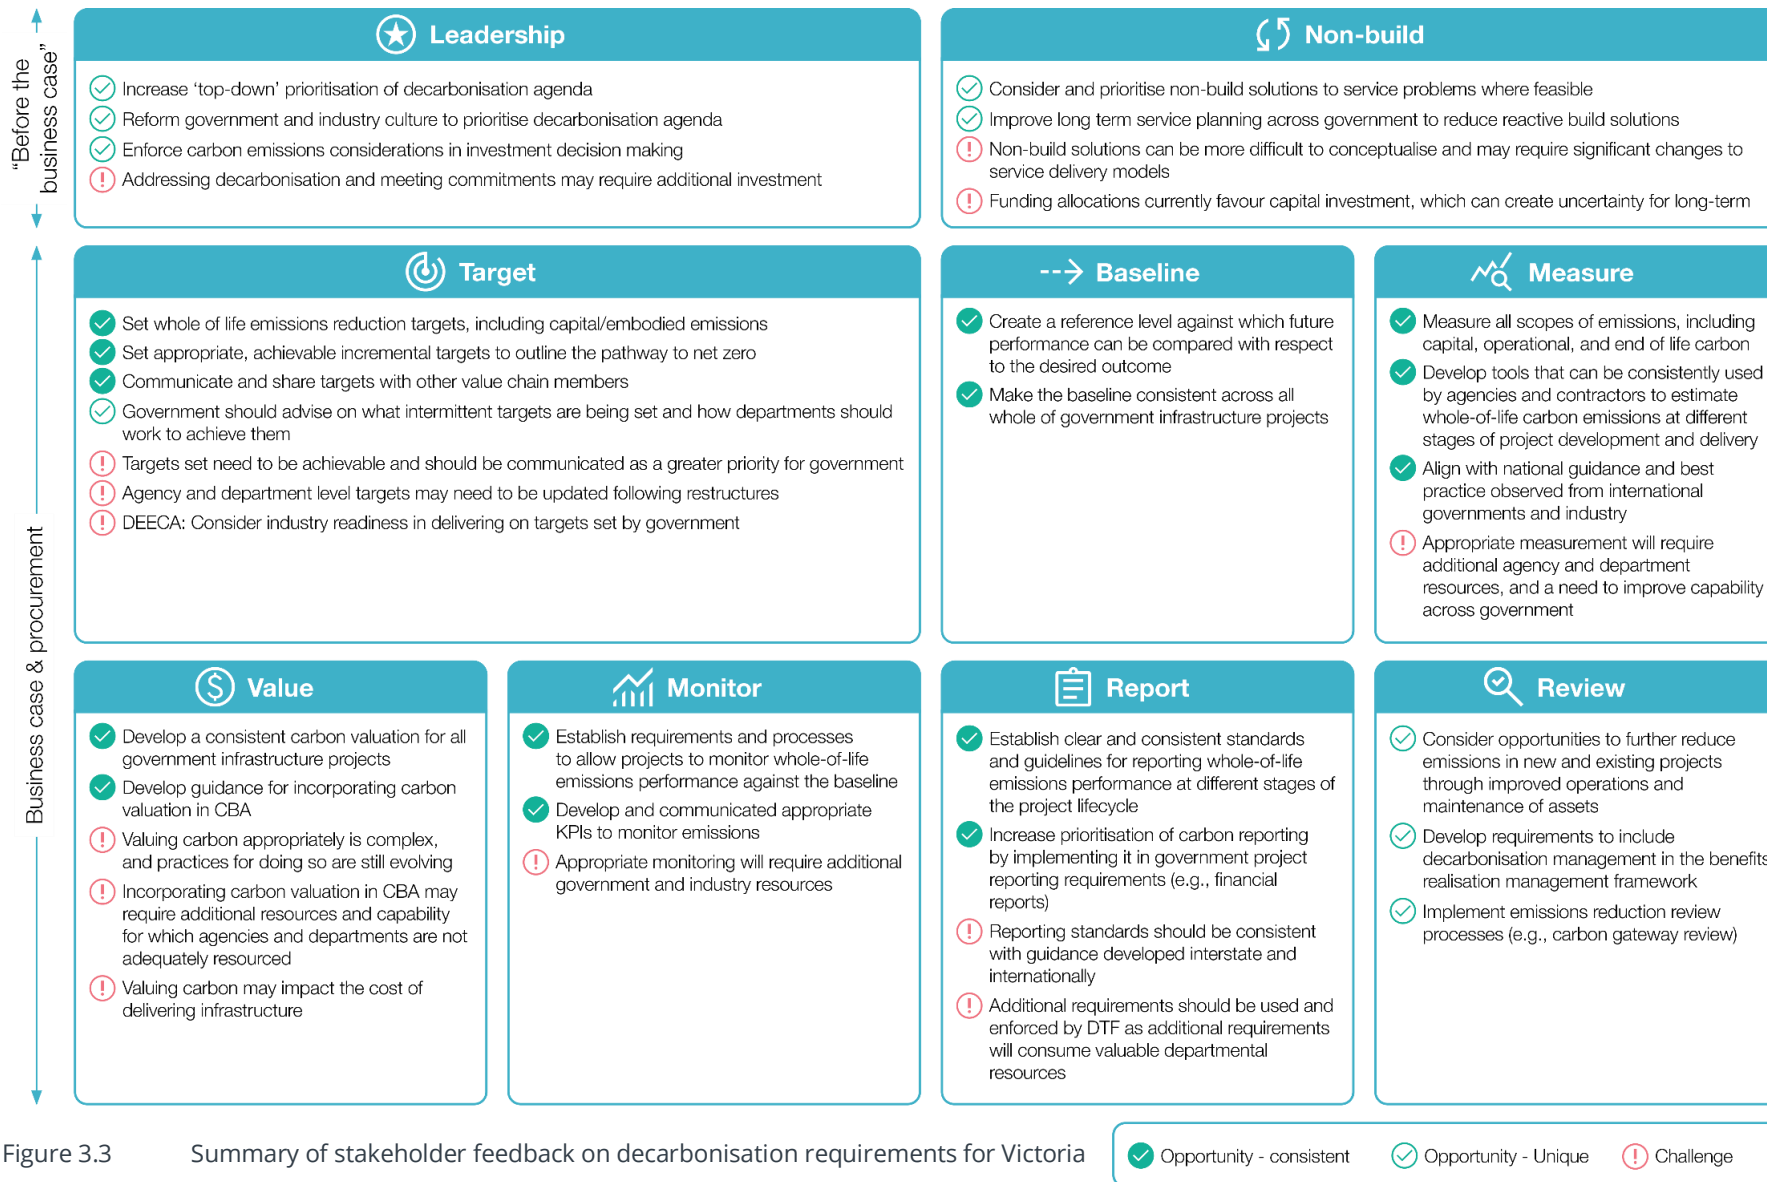 "Before the
business case"
Leadership
Increase 'top-down' prioritisation of decarbonisation agenda
Reform government and industry culture to prioritise decarbonisation agenda
Enforce carbon emissions considerations in investment decision making
Addressing decarbonisation and meeting commitments may require additional investment
Non-build
Consider and prioritise non-build solutions to service problems where feasible
Improve long term service planning across government to reduce reactive build solutions
Non-build solutions can be more difficult to conceptualise and may require significant changes to
service delivery models
Funding allocations currently favour capital investment, which can create uncertainty for long-term
Business case & procurement
Target
Set whole of life emissions reduction targets, including capital/embodied emissions
Set appropriate, achievable incremental targets to outline the pathway to net zero
Communicate and share targets with other value chain members
Government should advise on what intermittent targets are being set and how departments should
work to achieve them
Targets set need to be achievable and should be communicated as a greater priority for government
Agency and department level targets may need to be updated following restructures
DEECA: Consider industry readiness in delivering on targets set by government
Baseline
Create a reference level against which future
performance can be compared with respect
to the desired outcome
Make the baseline consistent across all
whole of government infrastructure projects
Measure
Measure all scopes of emissions, including
capital, operational, and end of life carbon
Develop tools that can be consistently used
by agencies and contractors to estimate
whole-of-life carbon emissions at different
stages of project development and delivery
Align with national guidance and best
practice observed from international
governments and industry
Appropriate measurement will require
additional agency and department
resources, and a need to improve capability
across government
Value
Develop a consistent carbon valuation for all
government infrastructure projects
Develop guidance for incorporating carbon
valuation in CBA
Valuing carbon appropriately is complex,
and practices for doing so are still evolving
Incorporating carbon valuation in CBA may
require additional resources and capability
for which agencies and departments are not
adequately resourced
Valuing carbon may impact the cost of
delivering infrastructure
Monitor
Establish requirements and processes
to allow projects to monitor whole-of-life
emissions performance against the baseline
Develop and communicated appropriate
KPIs to monitor emissions
Appropriate monitoring will require additional
government and industry resources
Report
Establish clear and consistent standards
and guidelines for reporting whole-of-life
emissions performance at different stages of
the project lifecycle
Increase prioritisation of carbon reporting
by implementing it in government project
reporting requirements (e.g., financial
reports)
Reporting standards should be consistent
with guidance developed interstate and
internationally
Additional requirements should be used and
enforced by DTF as additional requirements
will consume valuable departmental
resources
Review
Consider opportunities to further reduce
emissions in new and existing projects
through improved operations and
maintenance of assets
Develop requirements to include
decarbonisation management in the benefits
realisation management framework
Implement emissions reduction review
processes (e.g., carbon gateway review)
Figure 3.3 Summary of stakeholder feedback on decarbonisation requirements for Victoria
Opportunity - consistent
Opportunity - Unique
Challenge